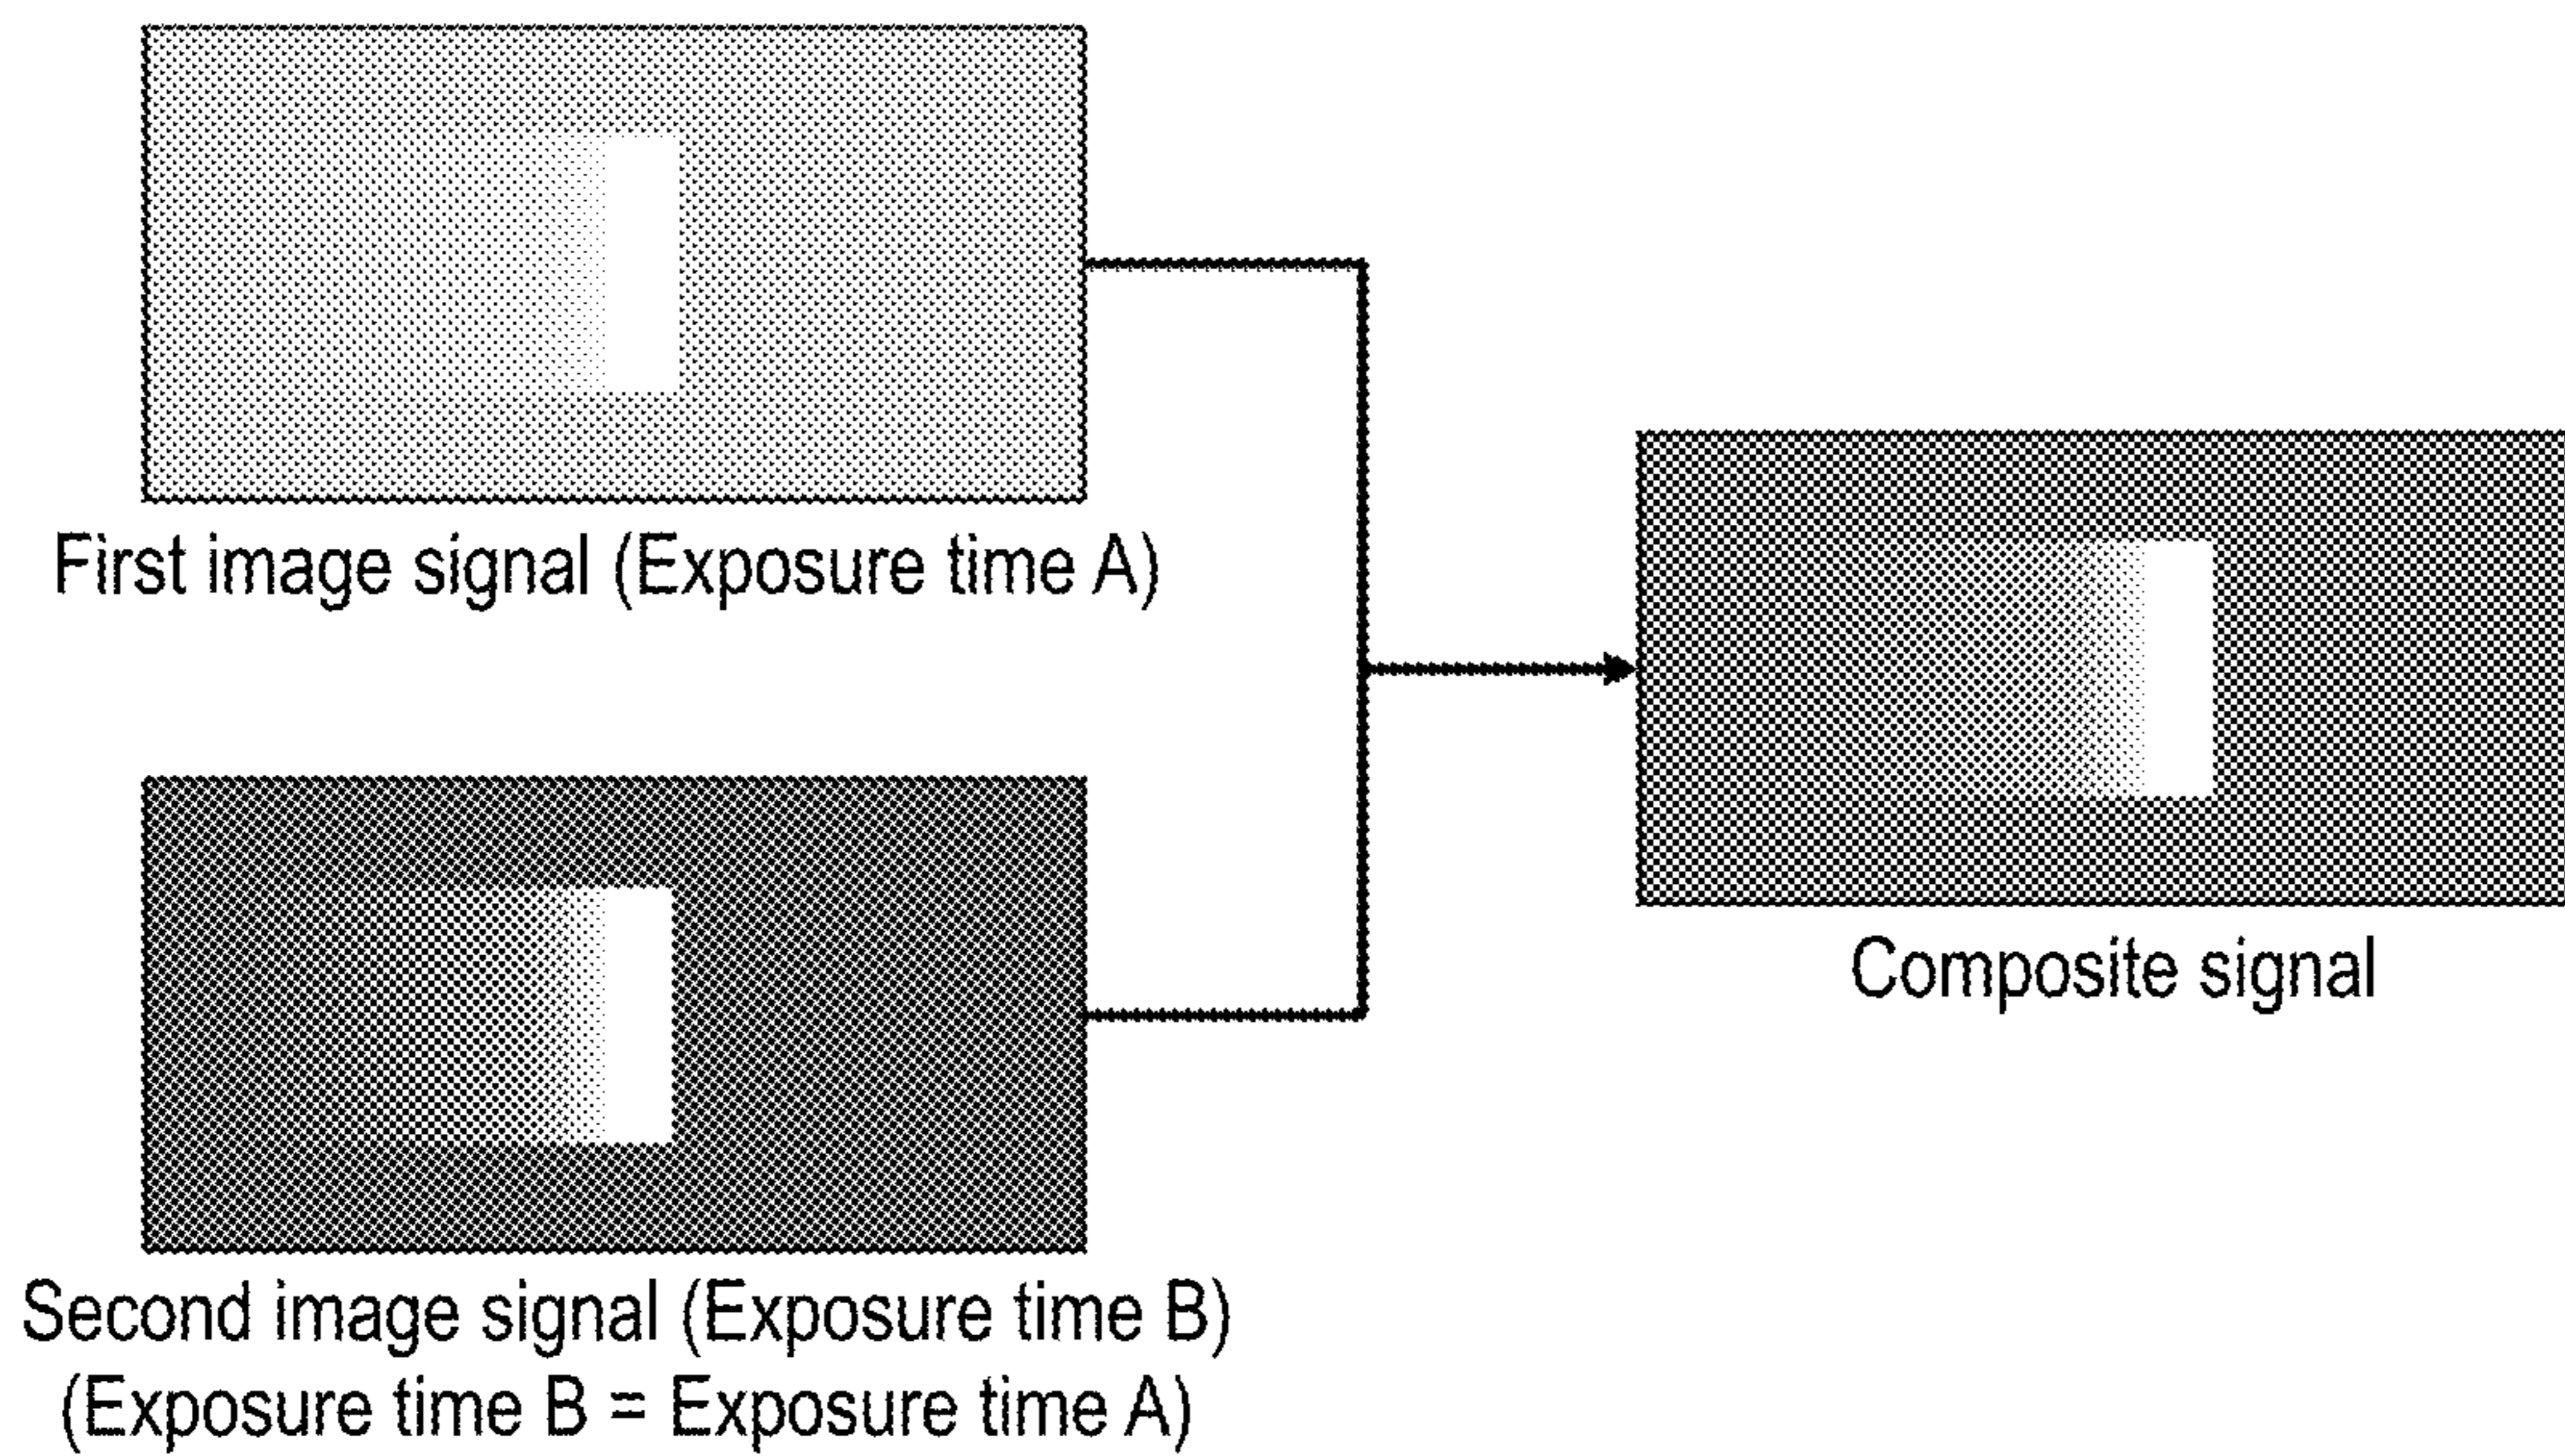 First image signal (Exposure time A)
Composite signal
Second image signal (Exposure time B)
(Exposure time B = Exposure time A)